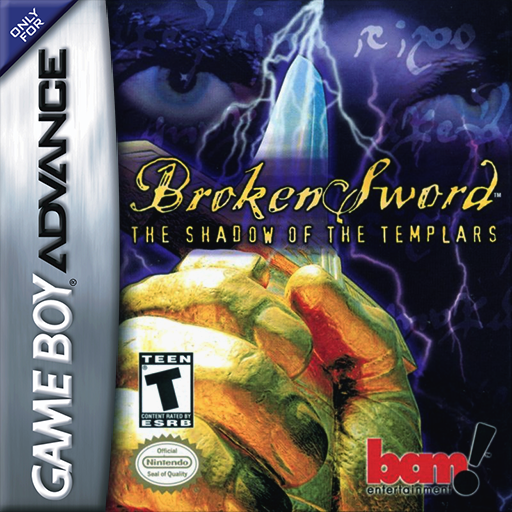 ONLY
FOR
GAME BOY ADVANCE
Broken Sword™
THE SHADOW OF THE TEMPLARS
TEEN
T
CONTENT RATED BY
ESRB
Official
Nintendo
Seal of Quality
bam!
entertainment